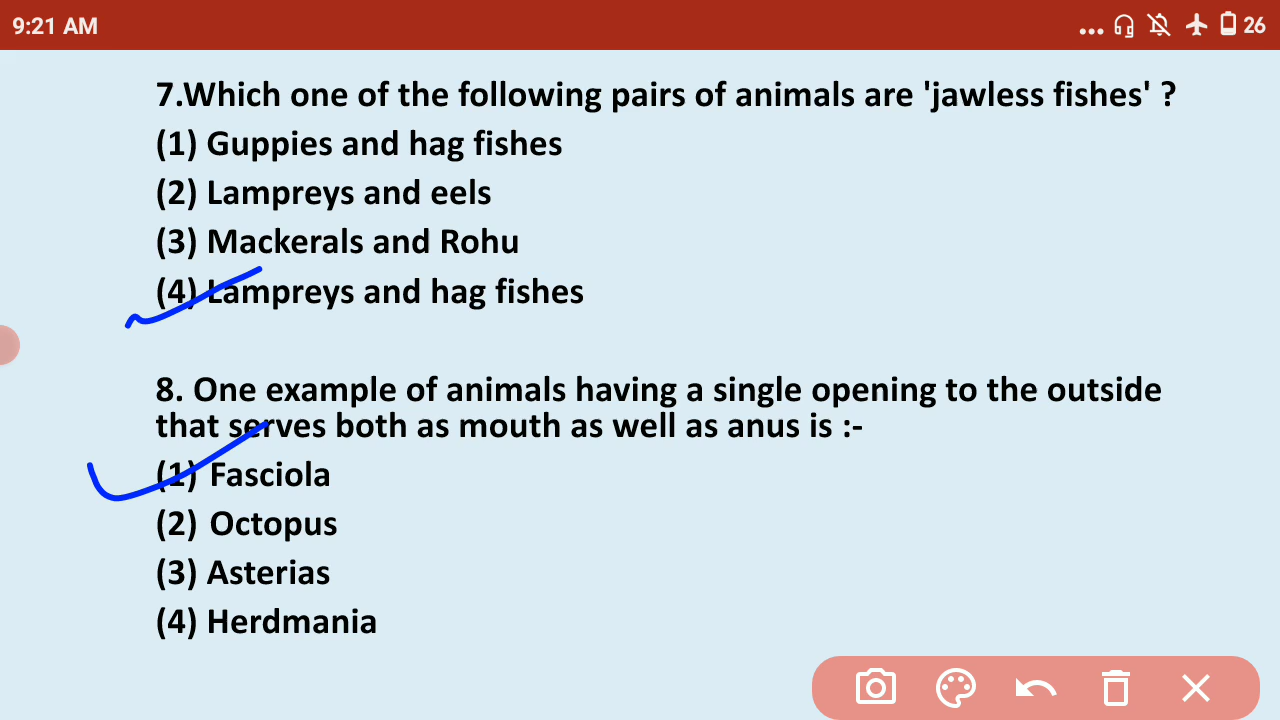 9:21 AM
26
7.Which one of the following pairs of animals are 'jawless fishes' ?
(1) Guppies and hag fishes
(2) Lampreys and eels
(3) Mackerals and Rohu
(4) Lampreys and hag fishes
8. One example of animals having a single opening to the outside
that serves both as mouth as well as anus is :-
(1) Fasciola
(2) Octopus
(3) Asterias
(4) Herdmania